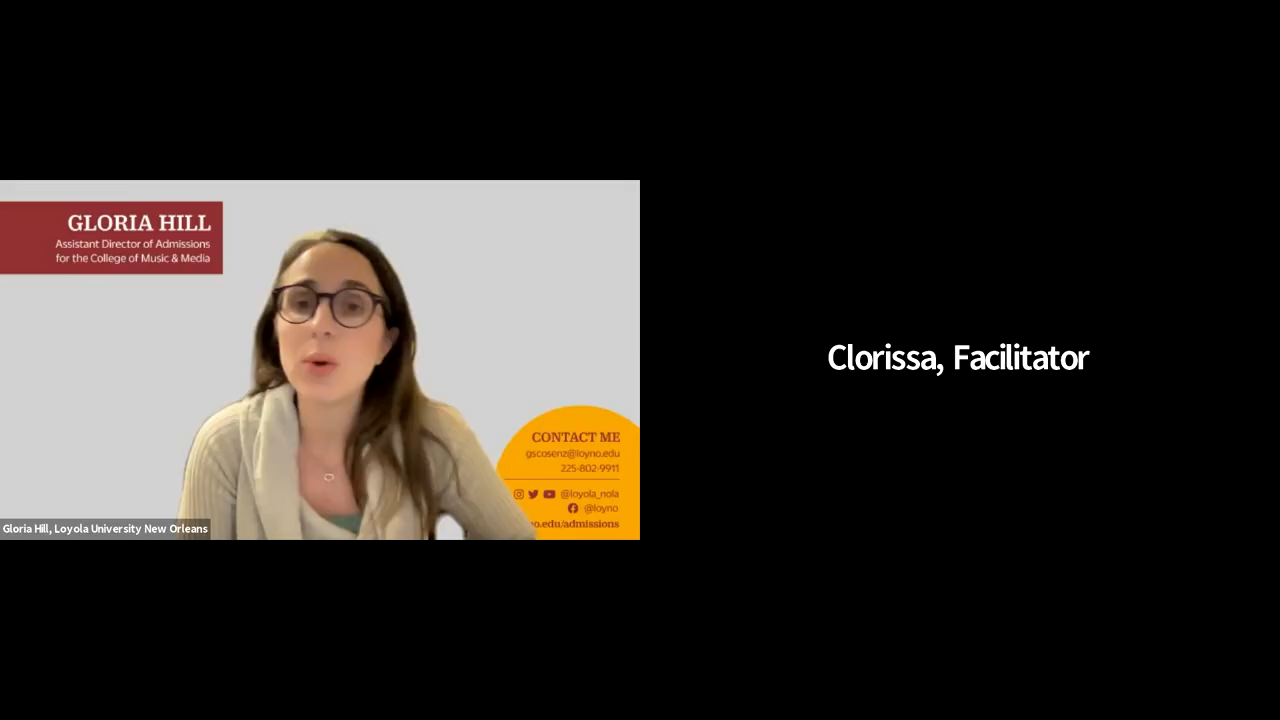 GLORIA HILL
Assistant Director of Admissions
for the College of Music & Media
CONTACT ME
gscosenz@loyno.edu
225-802-9911
@loyola_nola
@loyno
no.edu/admissions
Gloria Hill, Loyola University New Orleans
Clorissa, Facilitator